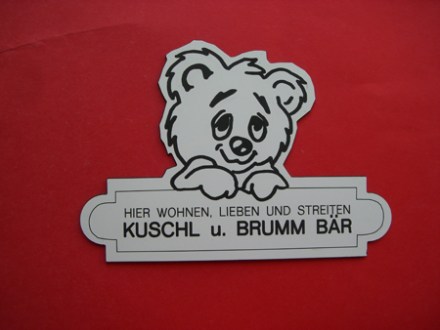 HIER WOHNEN, LIEBEN UND STREITEN
KUSCHL u. BRUMM BÄR